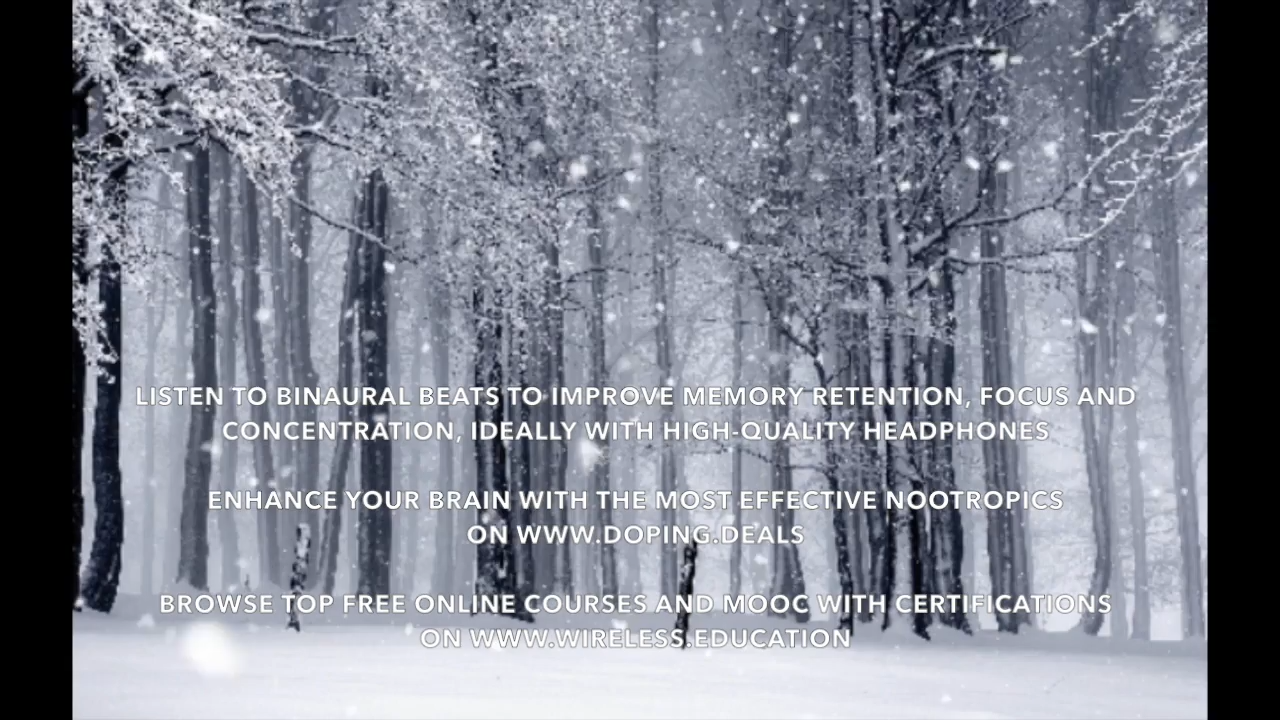 LISTEN TO BINAURAL BEATS TO IMPROVE MEMORY RETENTION, FOCUS AND
CONCENTRATION, IDEALLY WITH HIGH-QUALITY HEADPHONES
ENHANCE YOUR BRAIN WITH THE MOST EFFECTIVE NOOTROPICS
ON WWW.DOPING.DEALS
BROWSE TOP FREE ONLINE COURSES AND MOOC WITH CERTIFICATIONS
ON WWW.WIRELESS.EDUCATION